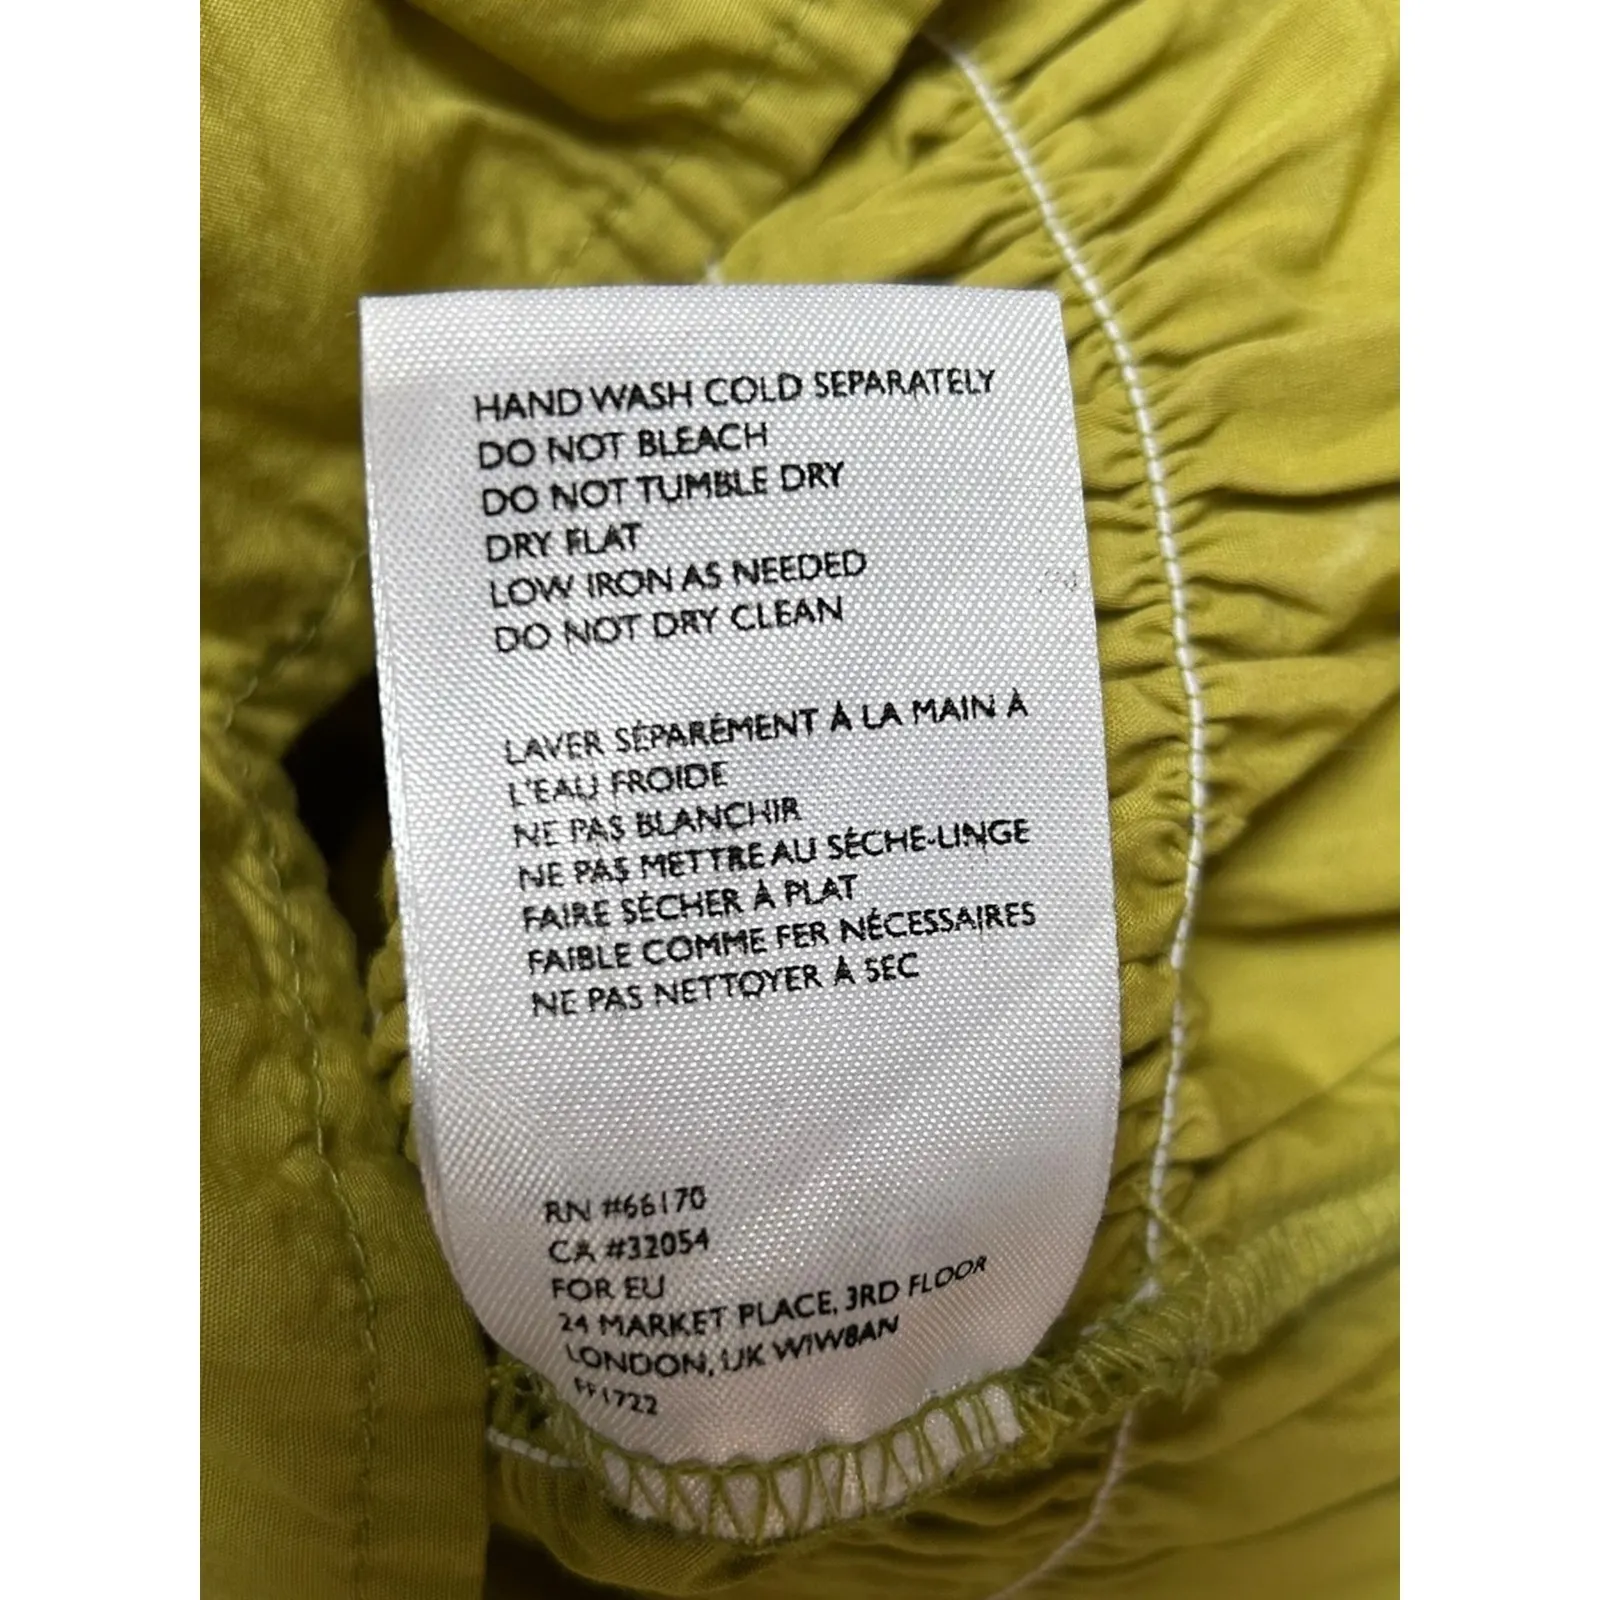 HAND WASH COLD SEPARATELY
DO NOT BLEACH
DO NOT TUMBLE DRY
DRY FLAT
LOW IRON AS NEEDED
DO NOT DRY CLEAN
LAVER SÉPARÉMENT À LA MAIN À
L'EAU FROIDE
NE PAS BLANCHIR
NE PAS METTRE AU SÉCHE-LINGE
FAIRE SÉCHER À PLAT
FAIBLE COMME FER NÉCESSAIRES
NE PAS NETTOYER À SEC
RN #66170
CA #32054
FOR EU
24 MARKET PLACE, 3RD FLOOR
LONDON, UK W1W8AN